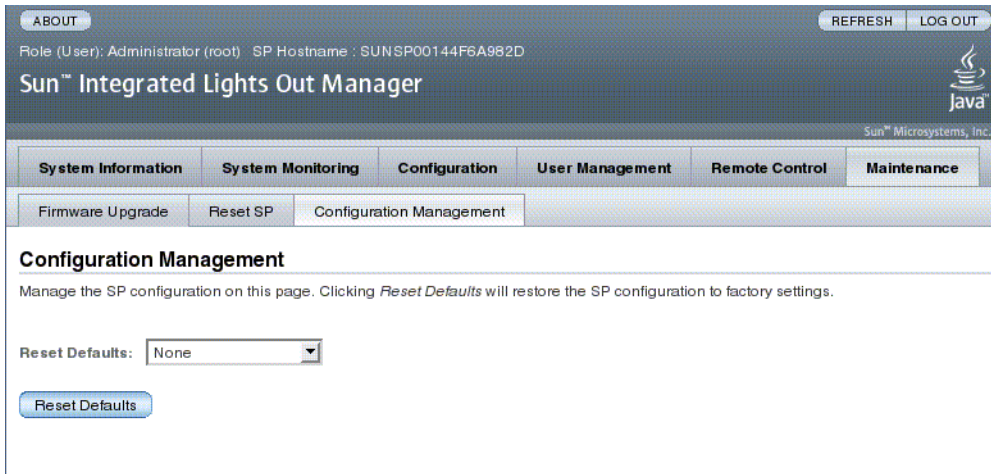 ABOUT
REFRESH LOG OUT
Role (User): Administrator (root) SP Hostname : SUNSP00144F6A982D
Sun™ Integrated Lights Out Manager
Java™
Sun™ Microsystems, Inc.
System Information System Monitoring Configuration User Management Remote Control Maintenance
Firmware Upgrade Reset SP Configuration Management
Configuration Management
Manage the SP configuration on this page. Clicking Reset Defaults will restore the SP configuration to factory settings.
Reset Defaults: None
Reset Defaults